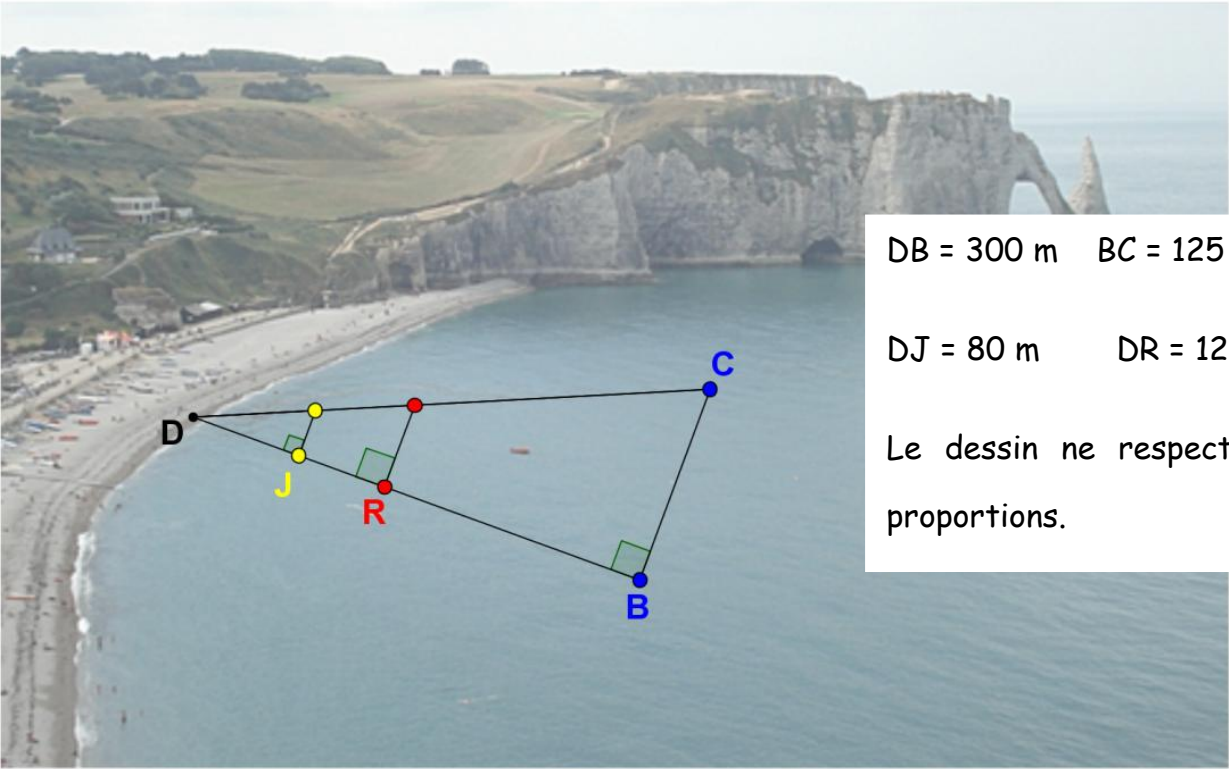 DB = 300 m BC = 125
DJ = 80 m DR = 12
Le dessin ne respect
proportions.
C
D
J
R
B